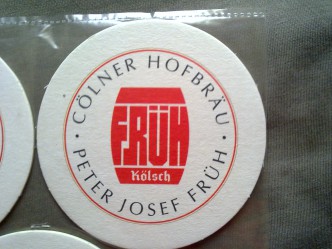 · CÖLNER HOFBRÄU ·
FRÜH
Kölsch
PETER JOSEF FRÜH